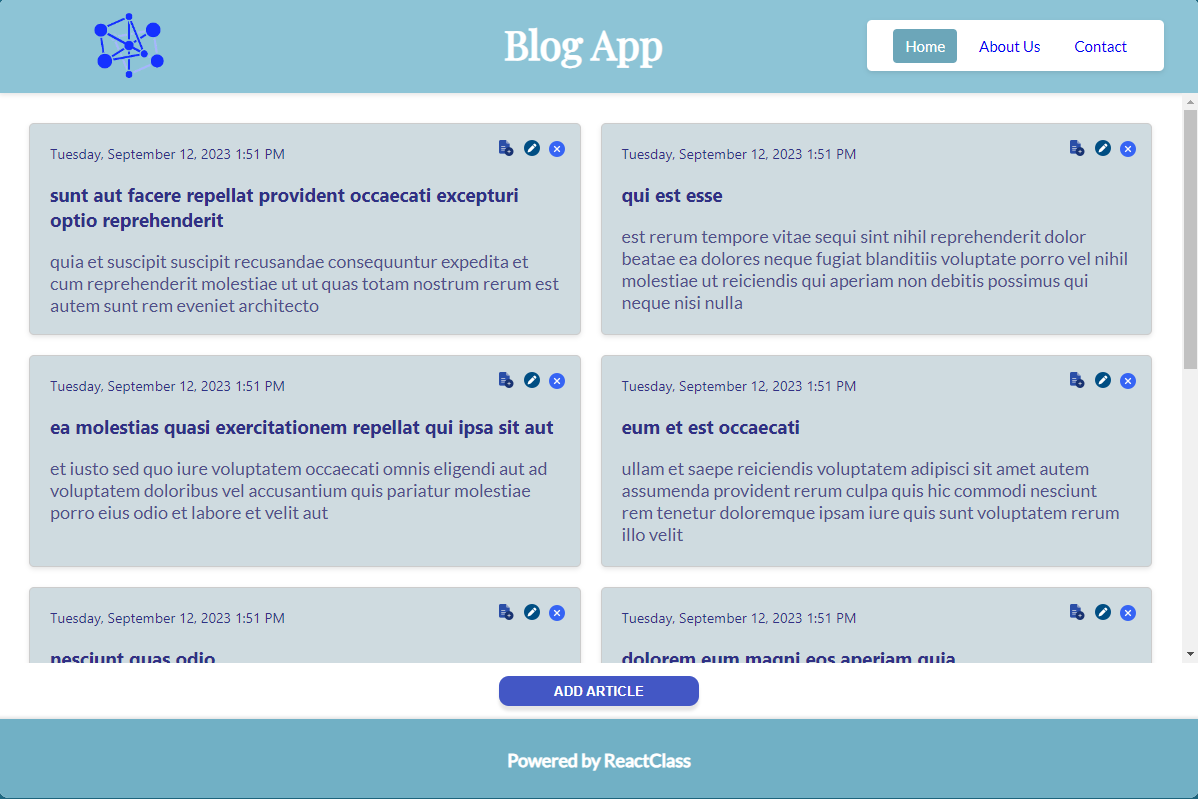 Blog App
Home
About Us
Contact
Tuesday, September 12, 2023 1:51 PM
sunt aut facere repellat provident occaecati excepturi
optio reprehenderit
quia et suscipit suscipit recusandae consequuntur expedita et
cum reprehenderit molestiae ut ut quas totam nostrum rerum est
autem sunt rem eveniet architecto
Tuesday, September 12, 2023 1:51 PM
qui est esse
est rerum tempore vitae sequi sint nihil reprehenderit dolor
beatae ea dolores neque fugiat blanditiis voluptate porro vel nihil
molestiae ut reiciendis qui aperiam non debitis possimus qui
neque nisi nulla
Tuesday, September 12, 2023 1:51 PM
ea molestias quasi exercitationem repellat qui ipsa sit aut
et iusto sed quo iure voluptatem occaecati omnis eligendi aut ad
voluptatem doloribus vel accusantium quis pariatur molestiae
porro eius odio et labore et velit aut
Tuesday, September 12, 2023 1:51 PM
eum et est occaecati
ullam et saepe reiciendis voluptatem adipisci sit amet autem
assumenda provident rerum culpa quis hic commodi nesciunt
rem tenetur doloremque ipsam iure quis sunt voluptatem rerum
illo velit
Tuesday, September 12, 2023 1:51 PM
nesciunt quas odio
Tuesday, September 12, 2023 1:51 PM
dolorem eum magni eos aperiam quia
ADD ARTICLE
Powered by ReactClass